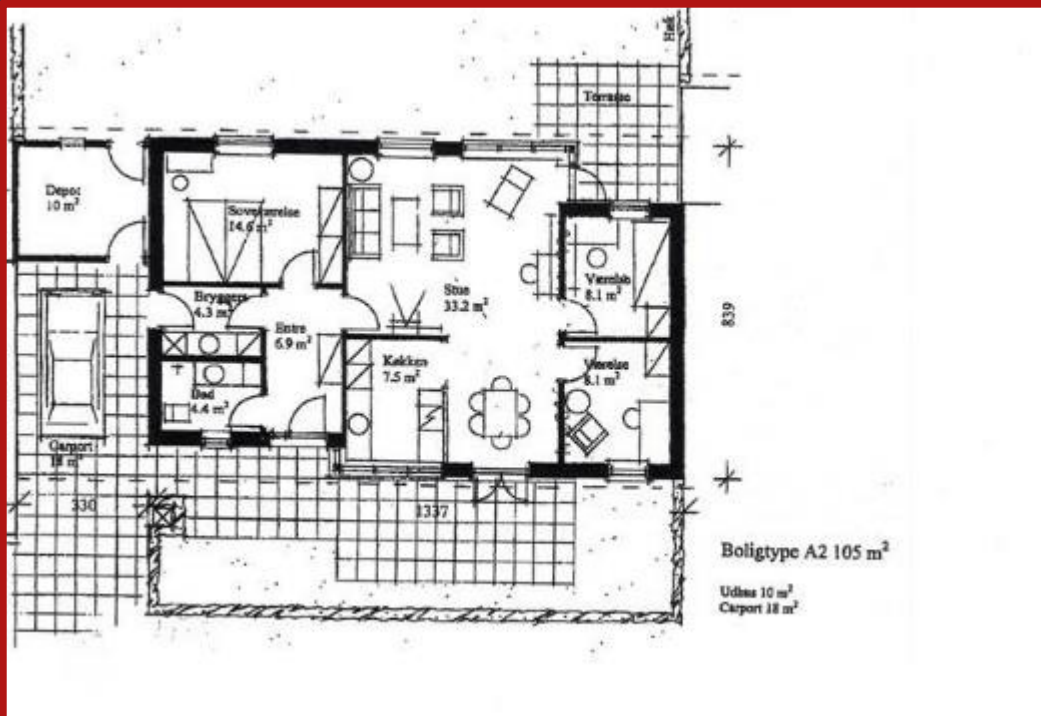 Hæk
Terrasse
Depot
10 m²
Soveværelse
14.6 m²
Bryggers
4.3 m²
Entre
6.9 m²
Stue
33.2 m²
Værelse
8.1 m²
839
Køkken
7.5 m²
Værelse
8.1 m²
Bad
4.4 m²
Carport
18 m²
330
1337
Boligtype A2 105 m²
Udhus 10 m²
Carport 18 m²